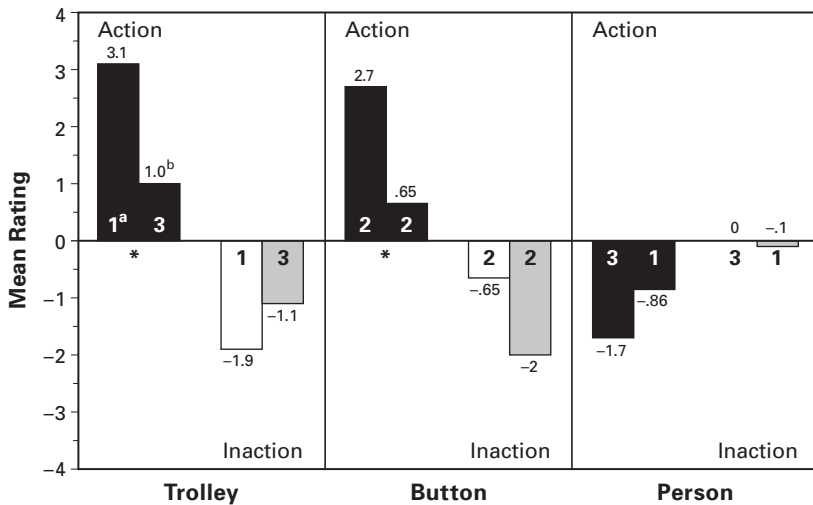 4
3
2
1
0
−1
−2
−3
−4
Mean Rating
Action
3.1
1.0b
1a 3
*
1 3
−1.9
−1.1
Inaction
Trolley
Action
2.7
.65
2 2
*
2 2
−.65
−2
Inaction
Button
Action
0 −.1
3 1
3 1
−.86
−1.7
Inaction
Person